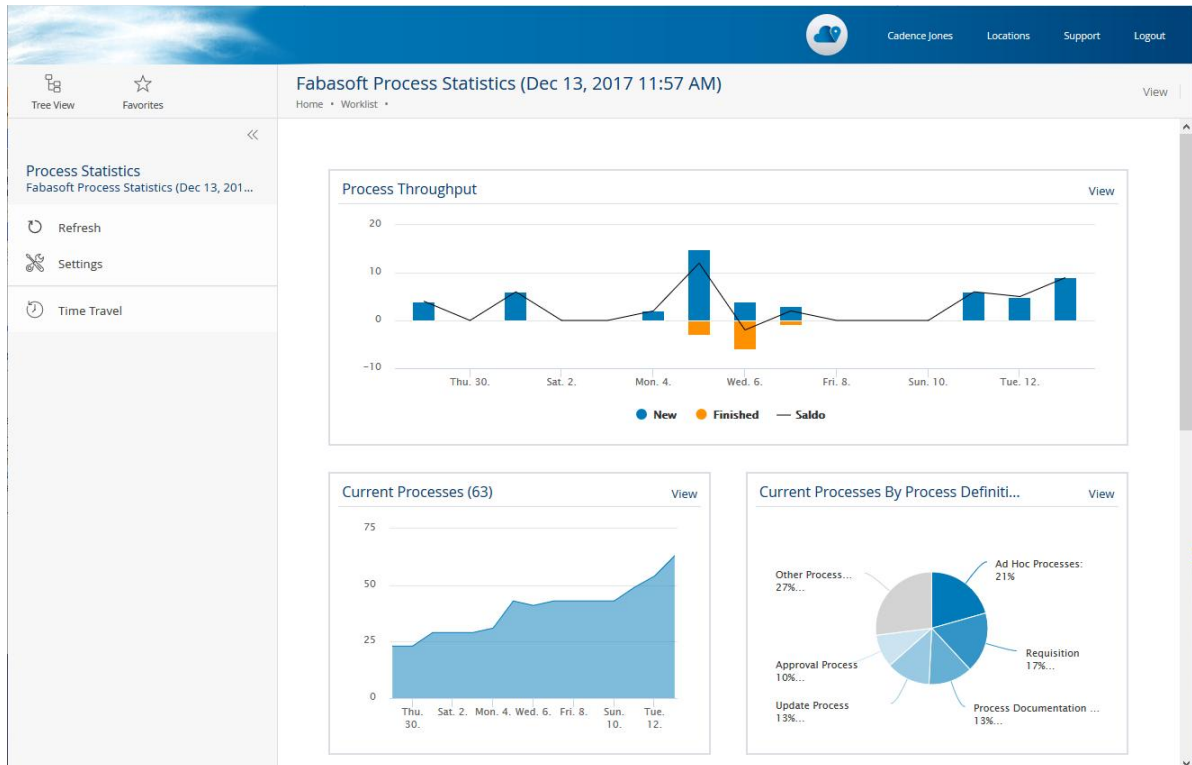 Cadence Jones Locations Support Logout
Tree View Favorites
Fabasoft Process Statistics (Dec 13, 2017 11:57 AM)
Home • Worklist •
View
Process Statistics
Fabasoft Process Statistics (Dec 13, 201...
Refresh
Settings
Time Travel
Process Throughput View
20
10
0
-10
Thu. 30. Sat. 2. Mon. 4. Wed. 6. Fri. 8. Sun. 10. Tue. 12.
New Finished Saldo
Current Processes (63) View
75
50
25
0
Thu. 30. Sat. 2. Mon. 4. Wed. 6. Fri. 8. Sun. 10. Tue. 12.
Current Processes By Process Definiti... View
Ad Hoc Processes:
21%
Requisition
17%...
Process Documentation ...
13%...
Update Process
13%...
Approval Process
10%...
Other Process...
27%...